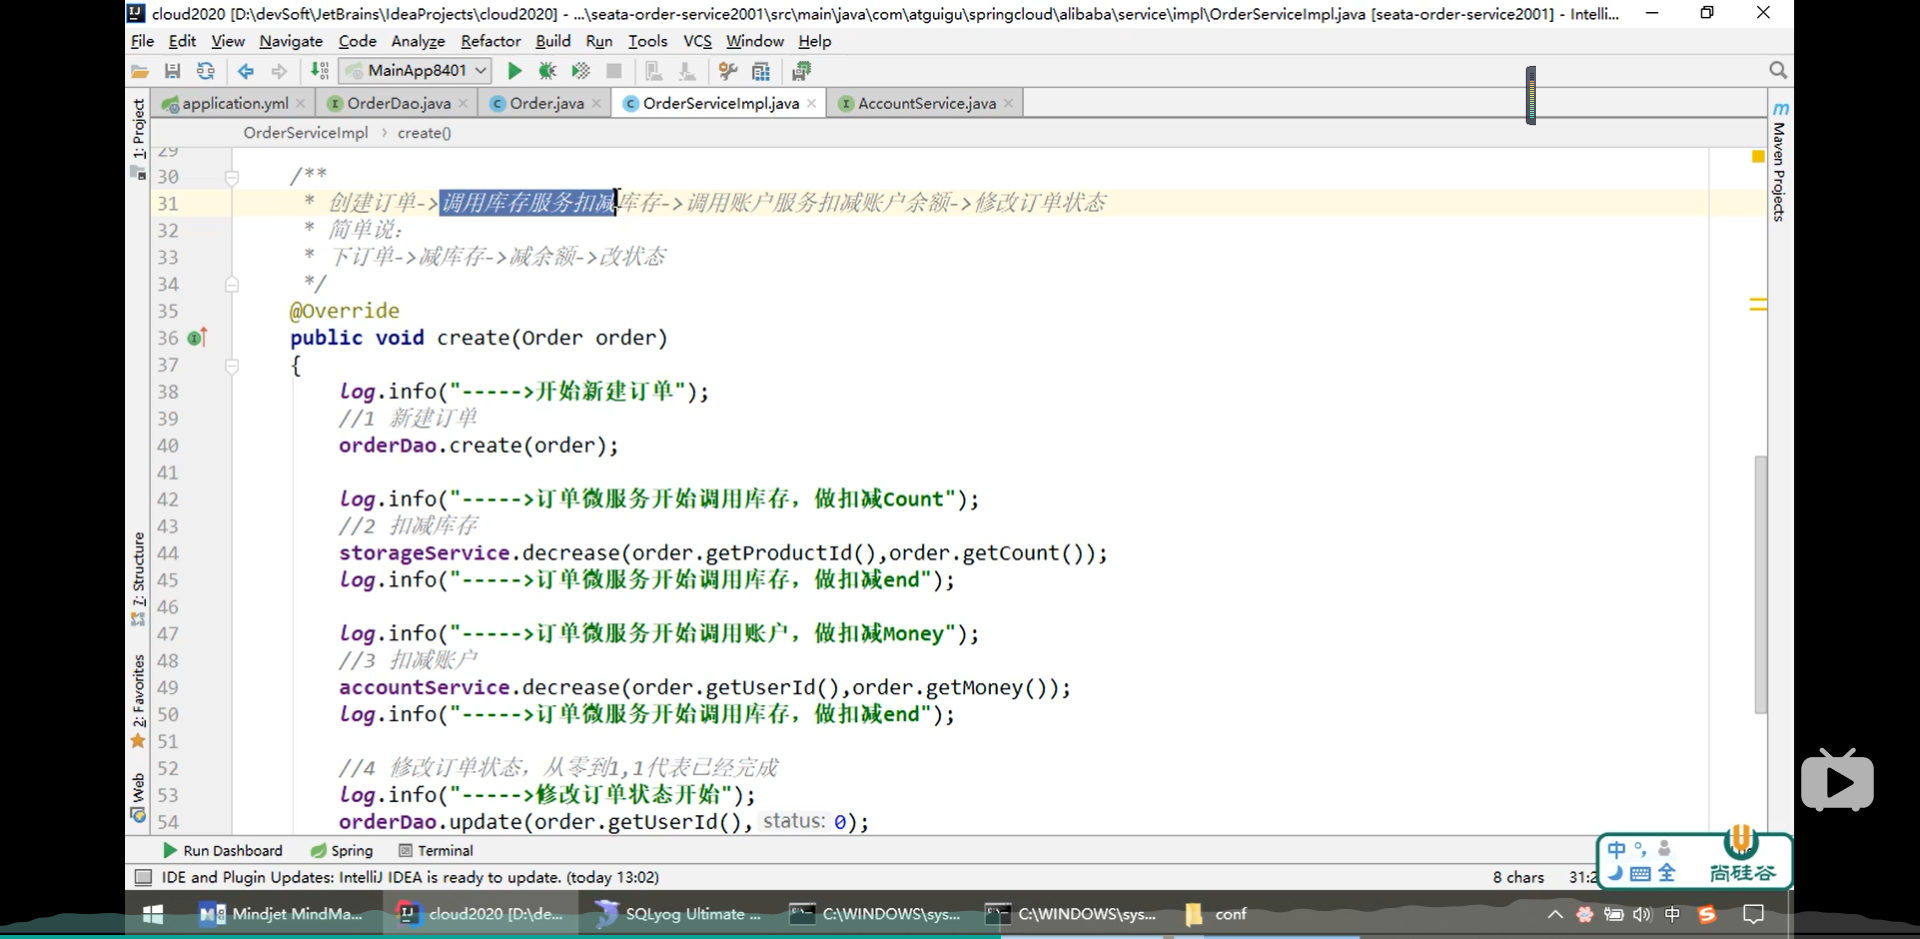 cloud2020 [D:\devSoft\JetBrains\IdeaProjects\cloud2020] - ...\seata-order-service2001\src\main\java\com\atguigu\springcloud\alibaba\service\impl\OrderServiceImpl.java [seata-order-service2001] - Intelli...
File Edit View Navigate Code Analyze Refactor Build Run Tools VCS Window Help
MainApp8401
application.yml OrderDao.java Order.java OrderServiceImpl.java AccountService.java
OrderServiceImpl > create()
1: Project
Maven Projects
7: Structure
2: Favorites
Web
29
30 /**
31 * 创建订单->调用库存服务扣减库存->调用账户服务扣减账户余额->修改订单状态
32 * 简单说：
33 * 下订单->减库存->减余额->改状态
34 */
35 @Override
36 public void create(Order order)
37 {
38 log.info("----->开始新建订单");
39 //1 新建订单
40 orderDao.create(order);
41
42 log.info("----->订单微服务开始调用库存，做扣减Count");
43 //2 扣减库存
44 storageService.decrease(order.getProductId(),order.getCount());
45 log.info("----->订单微服务开始调用库存，做扣减end");
46
47 log.info("----->订单微服务开始调用账户，做扣减Money");
48 //3 扣减账户
49 accountService.decrease(order.getUserId(),order.getMoney());
50 log.info("----->订单微服务开始调用库存，做扣减end");
51
52 //4 修改订单状态，从零到1,1代表已经完成
53 log.info("----->修改订单状态开始");
54 orderDao.update(order.getUserId(), status: 0);
Run Dashboard Spring Terminal
IDE and Plugin Updates: IntelliJ IDEA is ready to update. (today 13:02) 8 chars 31:2
中 °,
全 尚硅谷
Mindjet MindMa... cloud2020 [D:\de... SQLyog Ultimate ... C:\WINDOWS\sys... C:\WINDOWS\sys... conf 中